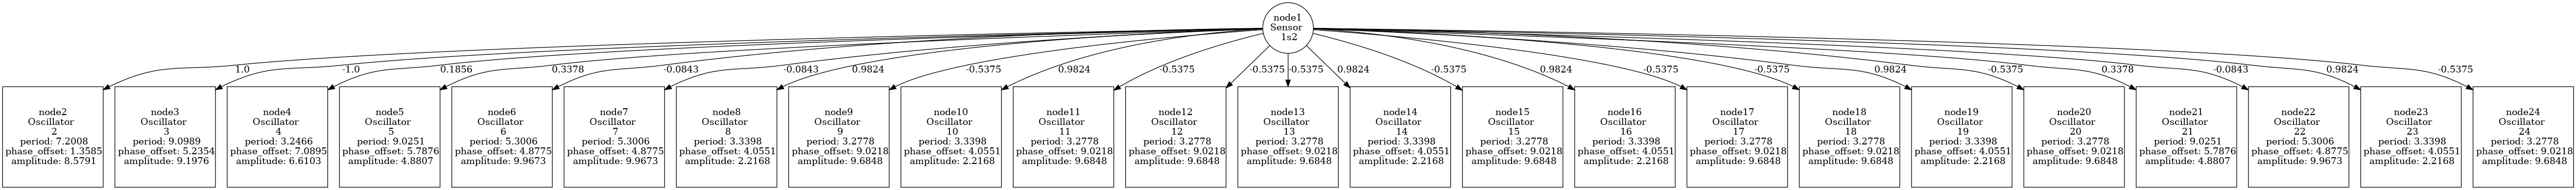 node1
Sensor
1s2
1.0
-1.0
0.1856
0.3378
-0.0843
-0.0843
0.9824
-0.5375
0.9824
-0.5375
-0.5375
-0.5375
0.9824
-0.5375
0.9824
-0.5375
-0.5375
0.9824
-0.5375
0.3378
-0.0843
0.9824
-0.5375
node2
Oscillator
2
period: 7.2008
phase_offset: 1.3585
amplitude: 8.5791
node3
Oscillator
3
period: 9.0989
phase_offset: 5.2354
amplitude: 9.1976
node4
Oscillator
4
period: 3.2466
phase_offset: 7.0895
amplitude: 6.6103
node5
Oscillator
5
period: 9.0251
phase_offset: 5.7876
amplitude: 4.8807
node6
Oscillator
6
period: 5.3006
phase_offset: 4.8775
amplitude: 9.9673
node7
Oscillator
7
period: 5.3006
phase_offset: 4.8775
amplitude: 9.9673
node8
Oscillator
8
period: 3.3398
phase_offset: 4.0551
amplitude: 2.2168
node9
Oscillator
9
period: 3.2778
phase_offset: 9.0218
amplitude: 9.6848
node10
Oscillator
10
period: 3.3398
phase_offset: 4.0551
amplitude: 2.2168
node11
Oscillator
11
period: 3.2778
phase_offset: 9.0218
amplitude: 9.6848
node12
Oscillator
12
period: 3.2778
phase_offset: 9.0218
amplitude: 9.6848
node13
Oscillator
13
period: 3.2778
phase_offset: 9.0218
amplitude: 9.6848
node14
Oscillator
14
period: 3.3398
phase_offset: 4.0551
amplitude: 2.2168
node15
Oscillator
15
period: 3.2778
phase_offset: 9.0218
amplitude: 9.6848
node16
Oscillator
16
period: 3.3398
phase_offset: 4.0551
amplitude: 2.2168
node17
Oscillator
17
period: 3.2778
phase_offset: 9.0218
amplitude: 9.6848
node18
Oscillator
18
period: 3.2778
phase_offset: 9.0218
amplitude: 9.6848
node19
Oscillator
19
period: 3.3398
phase_offset: 4.0551
amplitude: 2.2168
node20
Oscillator
20
period: 3.2778
phase_offset: 9.0218
amplitude: 9.6848
node21
Oscillator
21
period: 9.0251
phase_offset: 5.7876
amplitude: 4.8807
node22
Oscillator
22
period: 5.3006
phase_offset: 4.8775
amplitude: 9.9673
node23
Oscillator
23
period: 3.3398
phase_offset: 4.0551
amplitude: 2.2168
node24
Oscillator
24
period: 3.2778
phase_offset: 9.0218
amplitude: 9.6848